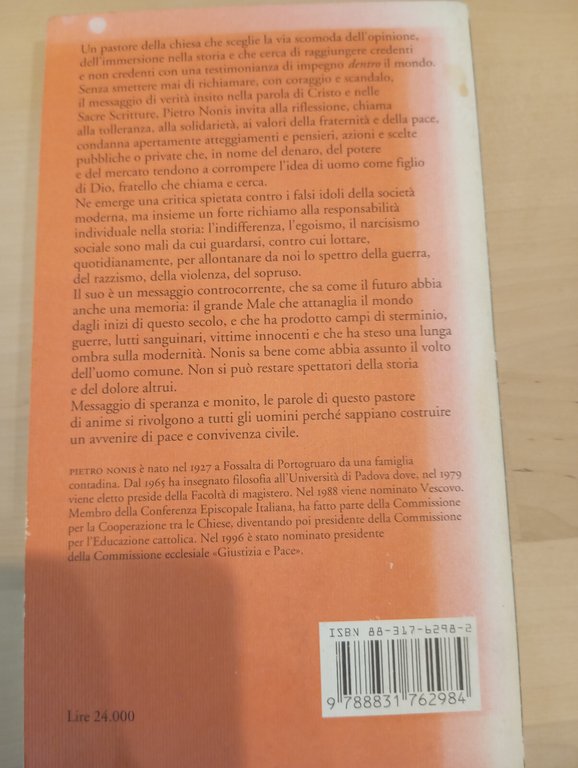 Un pastore della chiesa che sceglie la via scomoda dell'opinione,
dell'immersione nella storia e che cerca di raggiungere credenti
e non credenti con una testimonianza di impegno dentro il mondo.
Senza smettere mai di richiamare, con coraggio e scandalo,
il messaggio di verità insito nella parola di Cristo e nelle
Sacre Scritture, Pietro Nonis invita alla riflessione, chiama
alla tolleranza, alla solidarietà, ai valori della fraternità e della pace,
condanna apertamente atteggiamenti e pensieri, azioni e scelte
pubbliche o private che, in nome del denaro, del potere
e del mercato tendono a corrompere l'idea di uomo come figlio
di Dio, fratello che chiama e cerca.
Ne emerge una critica spietata contro i falsi idoli della società
moderna, ma insieme un forte richiamo alla responsabilità
individuale nella storia: l'indifferenza, l'egoismo, il narcisismo
sociale sono mali da cui guardarsi, contro cui lottare,
quotidianamente, per allontanare da noi lo spettro della guerra,
del razzismo, della violenza, del sopruso.
Il suo è un messaggio controcorrente, che sa come il futuro abbia
anche una memoria: il grande Male che attanaglia il mondo
dagli inizi di questo secolo, e che ha prodotto campi di sterminio,
guerre, lutti sanguinari, vittime innocenti e che ha steso una lunga
ombra sulla modernità. Nonis sa bene come abbia assunto il volto
dell'uomo comune. Non si può restare spettatori della storia
e del dolore altrui.
Messaggio di speranza e monito, le parole di questo pastore
di anime si rivolgono a tutti gli uomini perché sappiano costruire
un avvenire di pace e convivenza civile.
PIETRO NONIS è nato nel 1927 a Fossalta di Portogruaro da una famiglia
contadina. Dal 1965 ha insegnato filosofia all'Università di Padova dove, nel 1979
viene eletto preside della Facoltà di magistero. Nel 1988 viene nominato Vescovo.
Membro della Conferenza Episcopale Italiana, ha fatto parte della Commissione
per la Cooperazione tra le Chiese, diventando poi presidente della Commissione
per l'Educazione cattolica. Nel 1996 è stato nominato presidente
della Commissione ecclesiale «Giustizia e Pace».
ISBN 88-317-6298-2
9 788831 762984
Lire 24.000